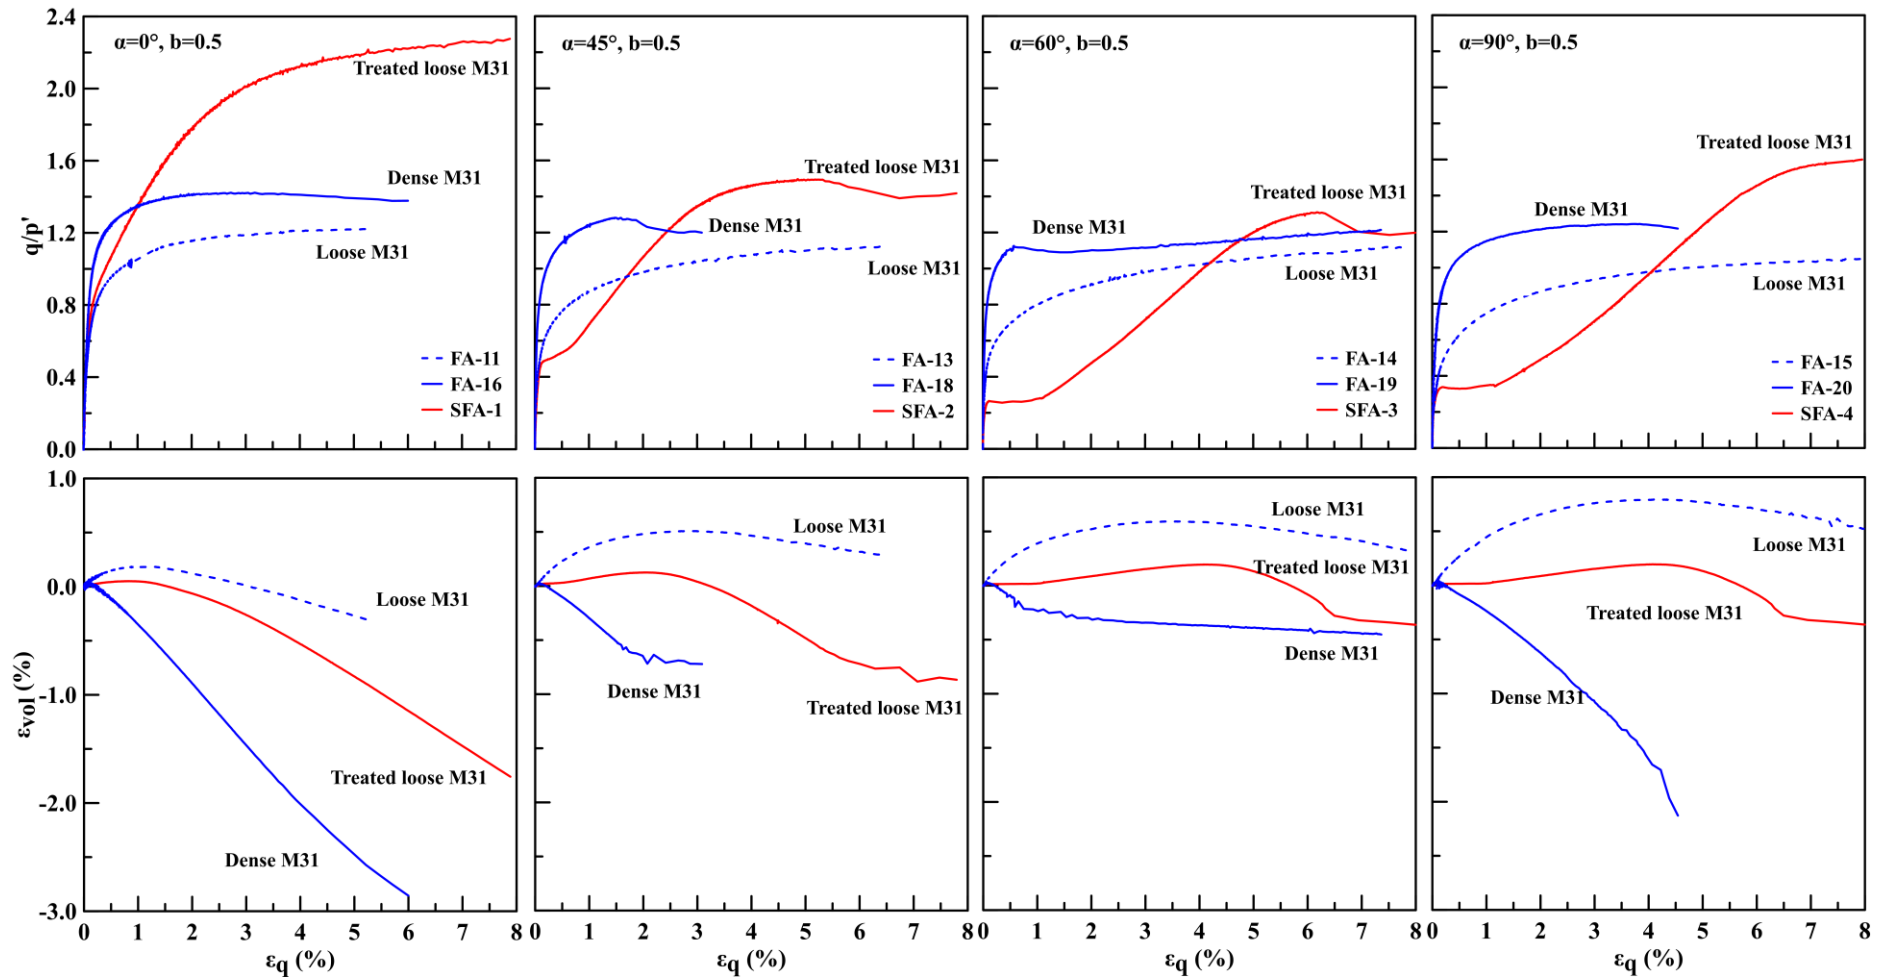 2.4
2.0
1.6
1.2
0.8
0.4
0.0
q/p'
α=0°, b=0.5
Treated loose M31
Dense M31
Loose M31
FA-11
FA-16
SFA-1
α=45°, b=0.5
Treated loose M31
Dense M31
Loose M31
FA-13
FA-18
SFA-2
α=60°, b=0.5
Treated loose M31
Dense M31
Loose M31
FA-14
FA-19
SFA-3
α=90°, b=0.5
Treated loose M31
Dense M31
Loose M31
FA-15
FA-20
SFA-4
1.0
0.0
-1.0
-2.0
-3.0
εvol (%)
Loose M31
Treated loose M31
Dense M31
0 1 2 3 4 5 6 7 8
εq (%)
Loose M31
Dense M31
Treated loose M31
0 1 2 3 4 5 6 7 8
εq (%)
Loose M31
Treated loose M31
Dense M31
0 1 2 3 4 5 6 7 8
εq (%)
Loose M31
Treated loose M31
Dense M31
0 1 2 3 4 5 6 7 8
εq (%)